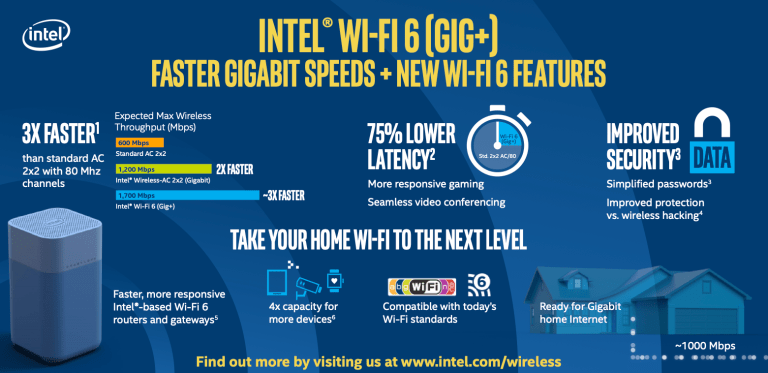 intel
INTEL® WI-FI 6 (GIG+)
FASTER GIGABIT SPEEDS + NEW WI-FI 6 FEATURES
3X FASTER¹
than standard AC
2x2 with 80 Mhz
channels
Expected Max Wireless
Throughput (Mbps)
600 Mbps
Standard AC 2x2
1,200 Mbps
2X FASTER
Intel® Wireless-AC 2x2 (Gigabit)
1,700 Mbps
~3X FASTER
Intel® Wi-Fi 6 (Gig+)
75% LOWER
LATENCY²
Wi-Fi 6
(Gig+)
Std. 2x2 AC/80
More responsive gaming
Seamless video conferencing
IMPROVED
SECURITY³
DATA
Simplified passwords³
Improved protection
vs. wireless hacking⁴
TAKE YOUR HOME WI-FI TO THE NEXT LEVEL
Faster, more responsive
Intel®-based Wi-Fi 6
routers and gateways⁵
4x capacity for
more devices⁶
a b g Wi Fi n ac
6
Compatible with today's
Wi-Fi standards
Ready for Gigabit
home Internet
~1000 Mbps
Find out more by visiting us at www.intel.com/wireless